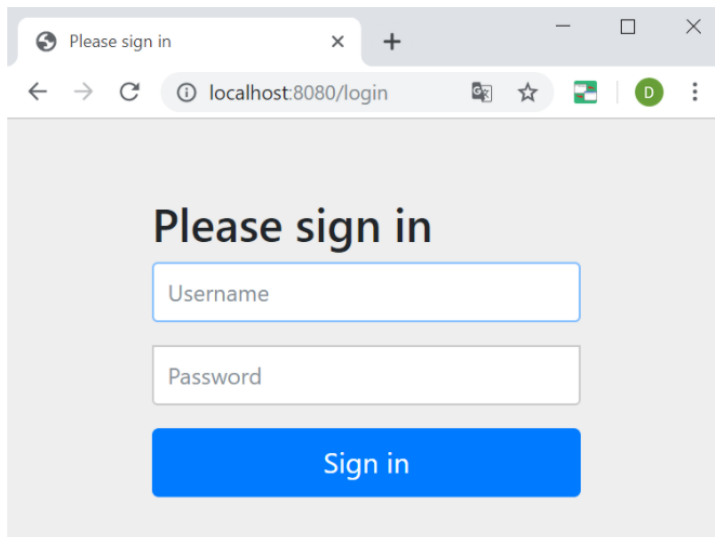 Please sign in
localhost:8080/login
D
Please sign in
Username
Password
Sign in